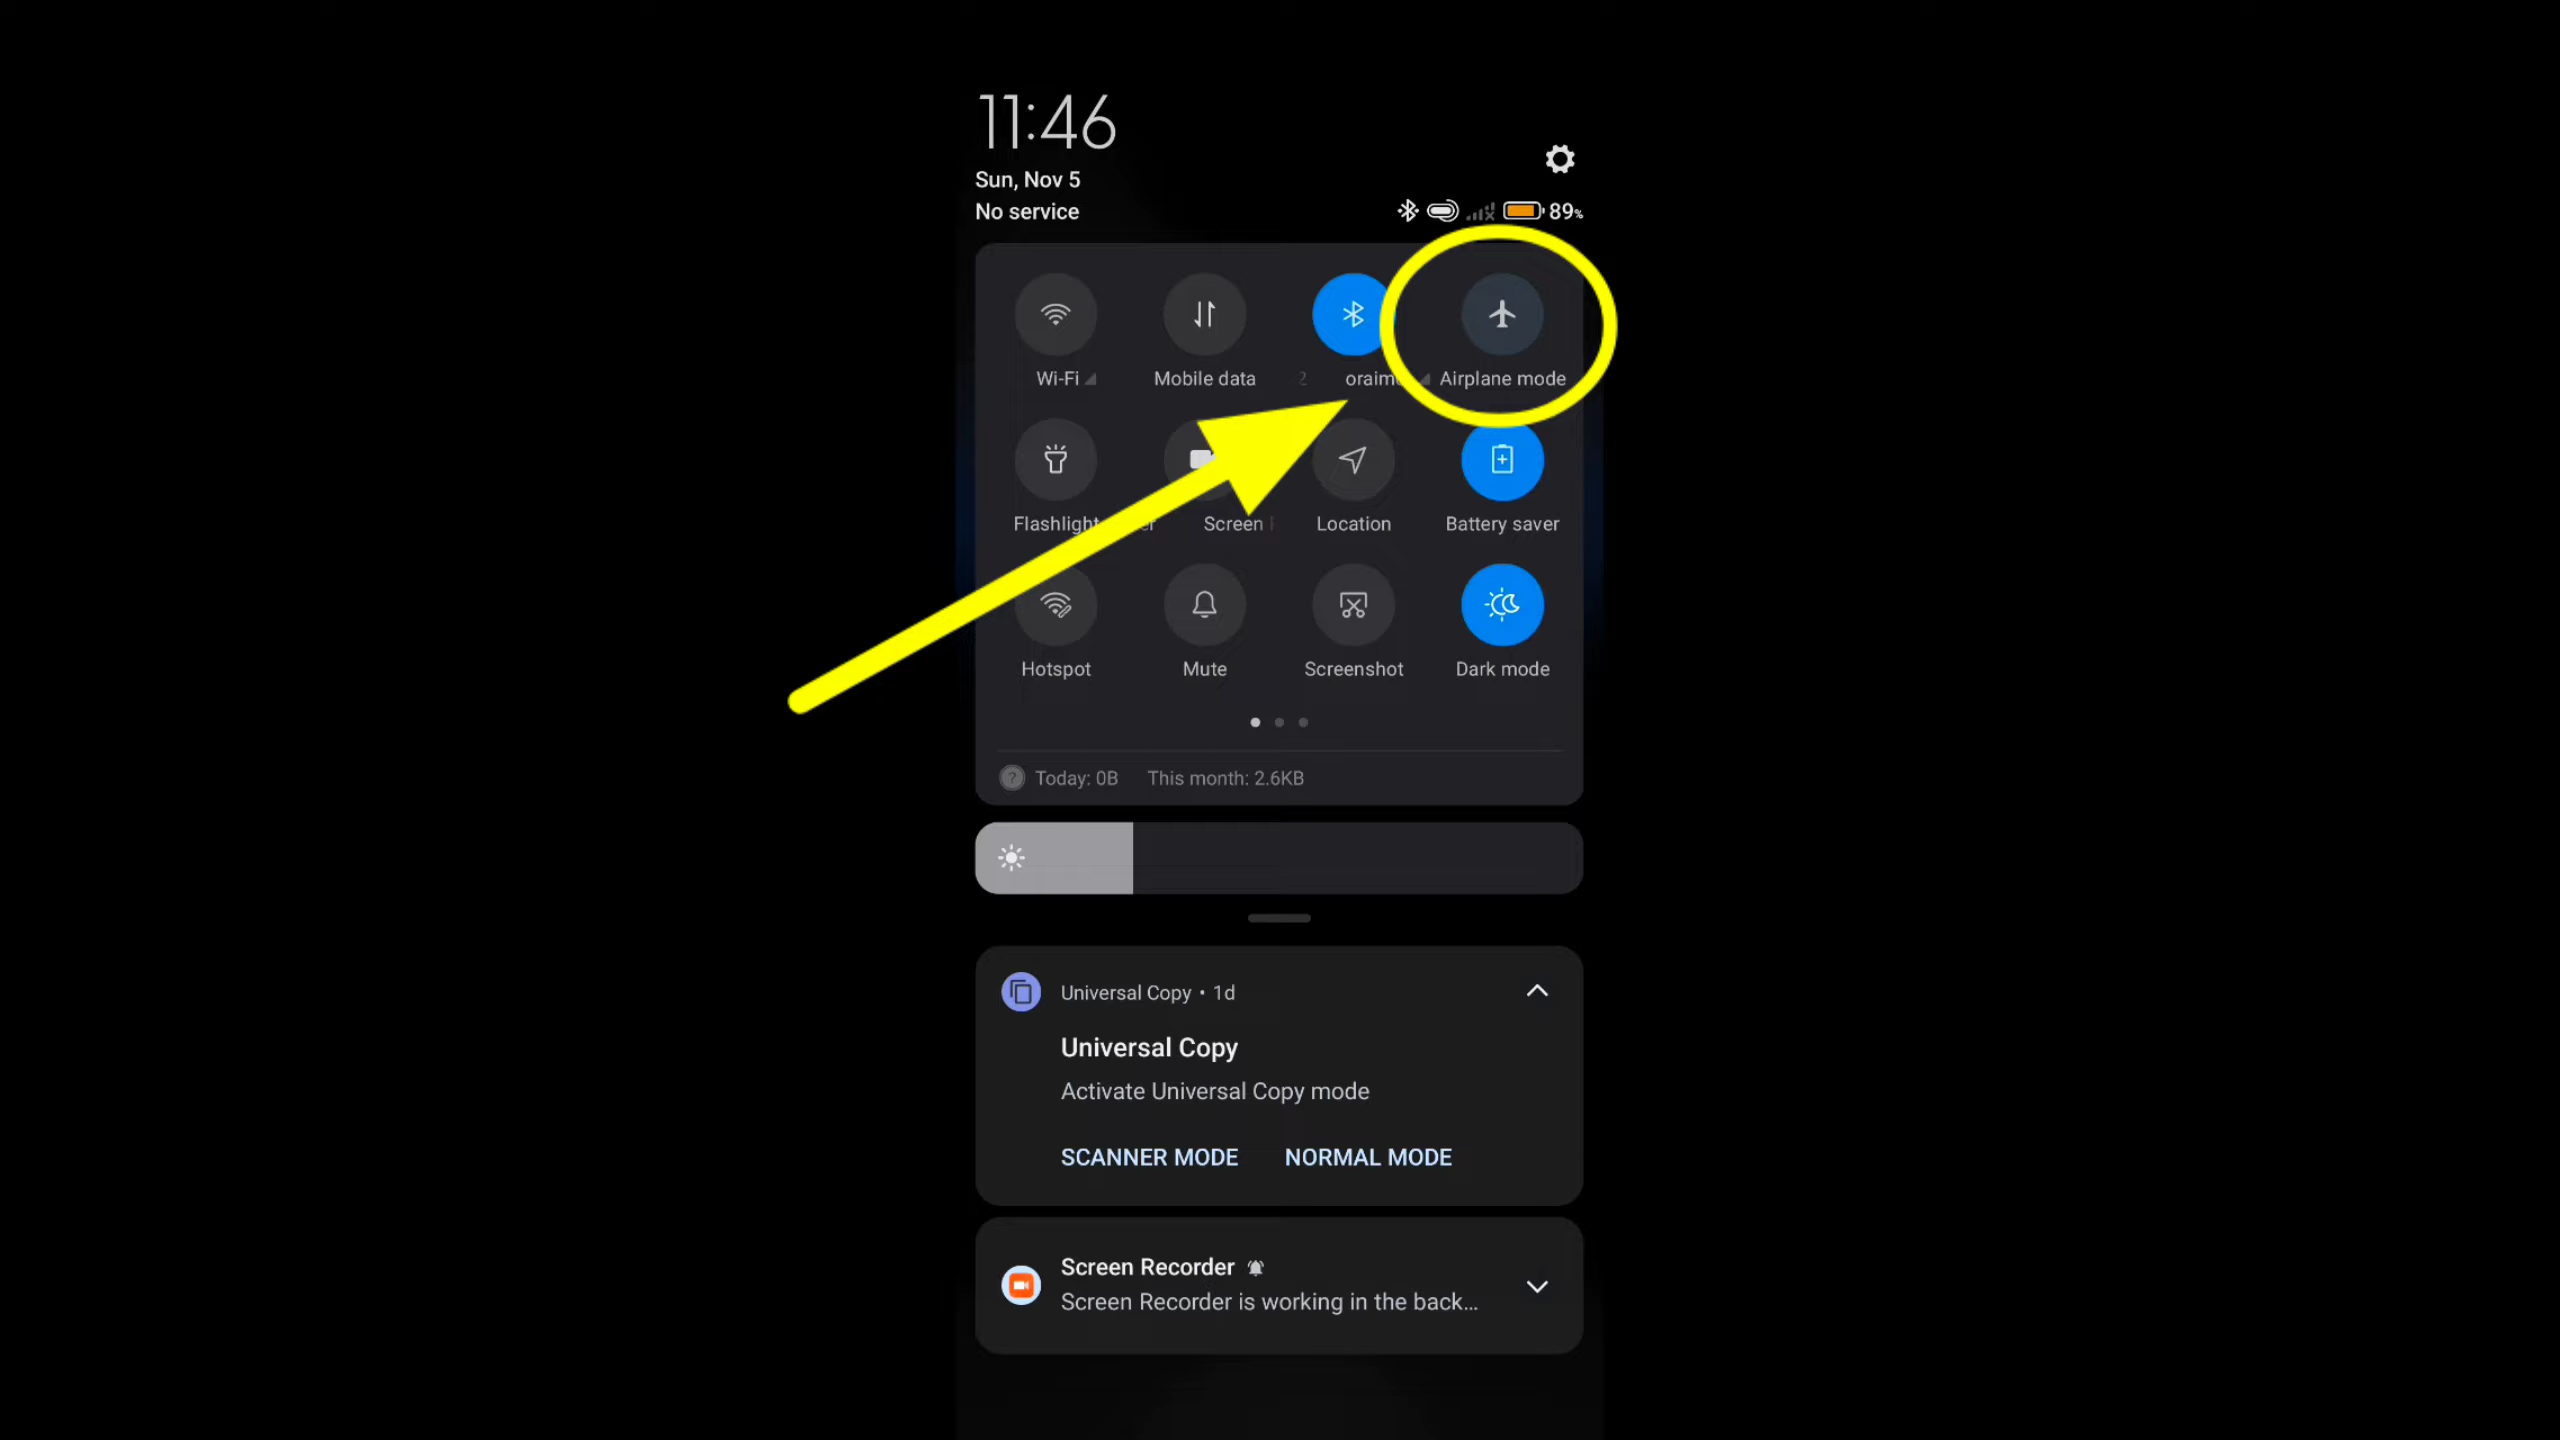 11:46
Sun, Nov 5
No service
89%
Wi-Fi Mobile data 2 Airplane mode
Flashlight Screen Location Battery saver
Hotspot Mute Screenshot Dark mode
Today: 0B This month: 2.6KB
Universal Copy • 1d
Universal Copy
Activate Universal Copy mode
SCANNER MODE NORMAL MODE
Screen Recorder
Screen Recorder is working in the back...